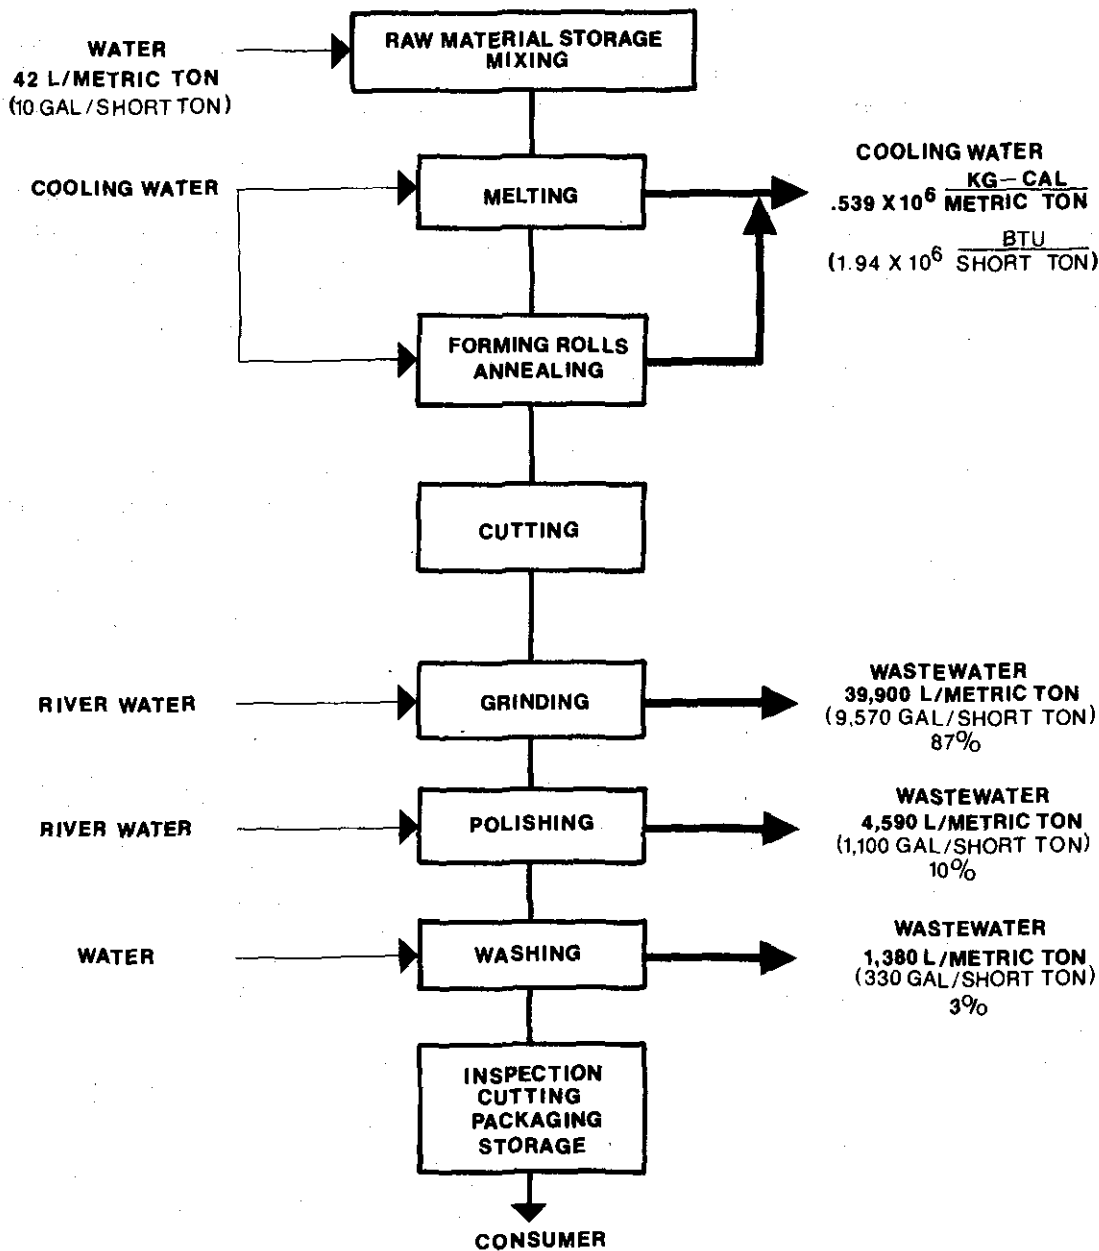 RAW MATERIAL STORAGE
MIXING
WATER
42 L/METRIC TON
(10 GAL/SHORT TON)
COOLING WATER
MELTING
COOLING WATER
.539 X 10⁶ KG-CAL
METRIC TON
(1.94 X 10⁶ BTU
SHORT TON)
FORMING ROLLS
ANNEALING
CUTTING
RIVER WATER
GRINDING
WASTEWATER
39,900 L/METRIC TON
(9,570 GAL/SHORT TON)
87%
RIVER WATER
POLISHING
WASTEWATER
4,590 L/METRIC TON
(1,100 GAL/SHORT TON)
10%
WATER
WASHING
WASTEWATER
1,380 L/METRIC TON
(330 GAL/SHORT TON)
3%
INSPECTION
CUTTING
PACKAGING
STORAGE
CONSUMER